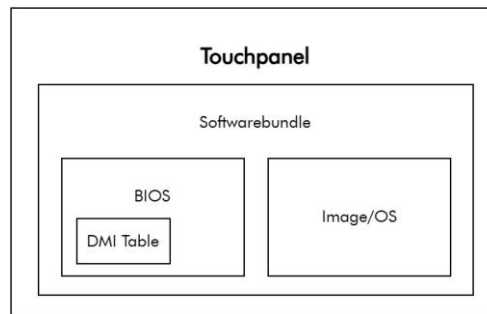 Touchpanel
Softwarebundle
BIOS
DMI Table
Image/OS